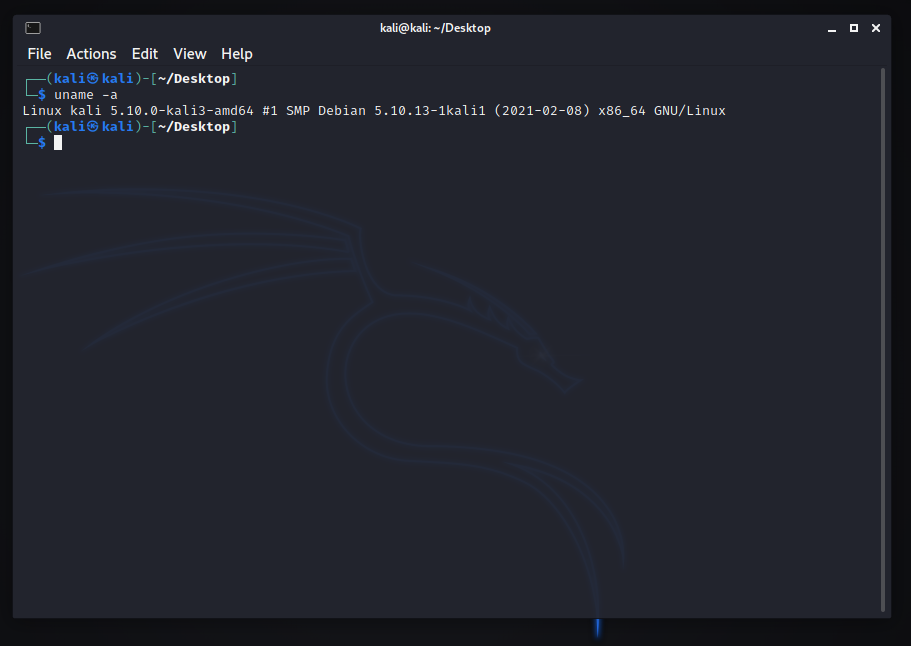 kali@kali: ~/Desktop
File Actions Edit View Help
┌──(kali㉿kali)-[~/Desktop]
└─$ uname -a
Linux kali 5.10.0-kali3-amd64 #1 SMP Debian 5.10.13-1kali1 (2021-02-08) x86_64 GNU/Linux
┌──(kali㉿kali)-[~/Desktop]
└─$